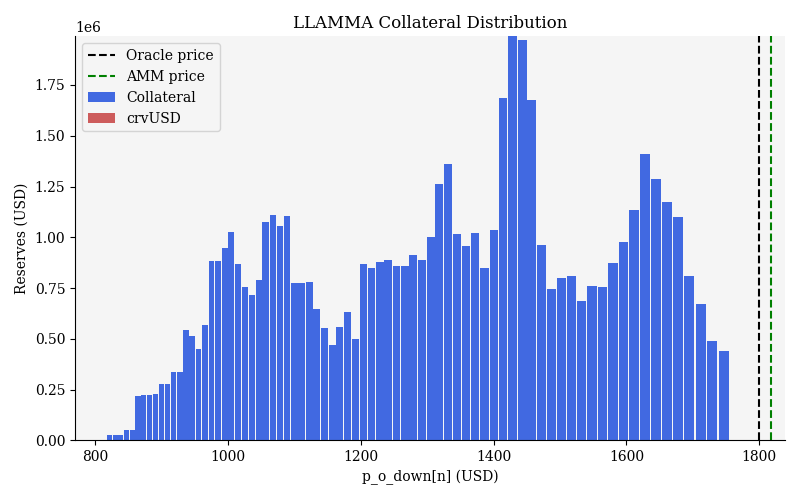 LLAMMA Collateral Distribution
1e6
Oracle price
AMM price
Collateral
crvUSD
1.75
1.50
1.25
1.00
0.75
0.50
0.25
0.00
Reserves (USD)
800
1000
1200
1400
1600
1800
p_o_down[n] (USD)